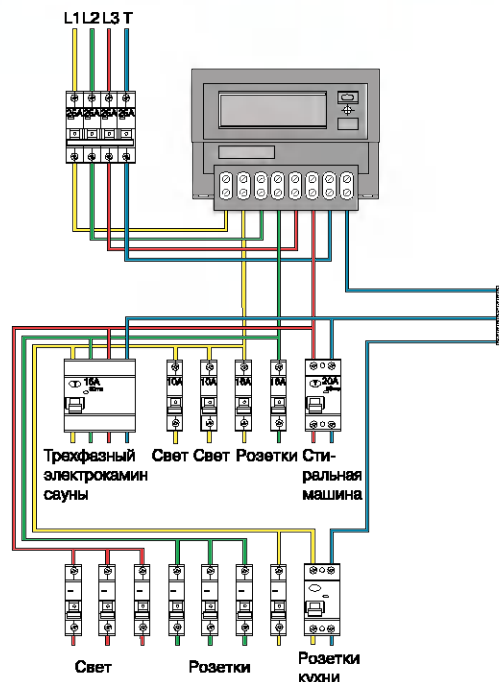 L1 L2 L3 T
25A 25A 25A 25A
16A
10A 10A 16A 16A 20A
Трехфазный
электрокамин
сауны
Свет Свет Розетки
Сти-
ральная
машина
Свет Розетки
Розетки
кухни